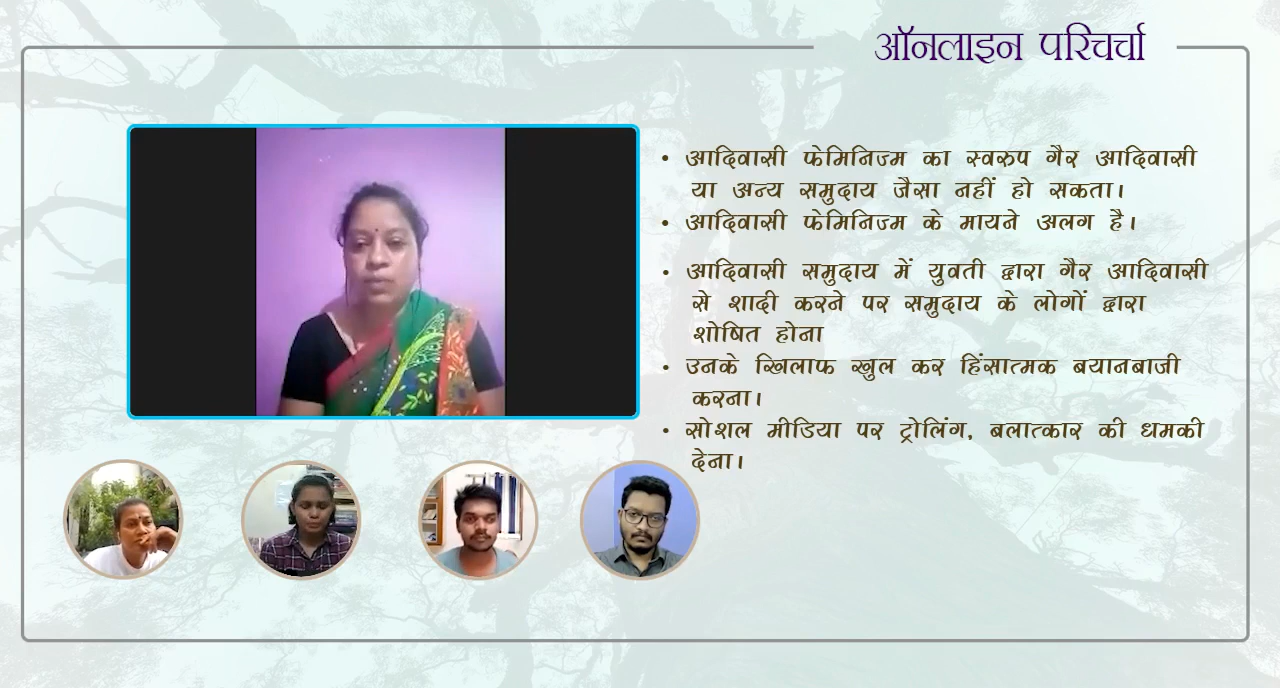 ऑनलाइन परिचर्चा
• आदिवासी फेमिनिज्म का स्वरुप गैर आदिवासी
या अन्य समुदाय जैसा नहीं हो सकता।
• आदिवासी फेमिनिज्म के मायने अलग है।
• आदिवासी समुदाय में युवती द्वारा गैर आदिवासी
से शादी करने पर समुदाय के लोगों द्वारा
शोषित होना
• उनके खिलाफ खुल कर हिंसात्मक बयानबाजी
करना।
• सोशल मीडिया पर ट्रोलिंग, बलात्कार की धमकी
देना।